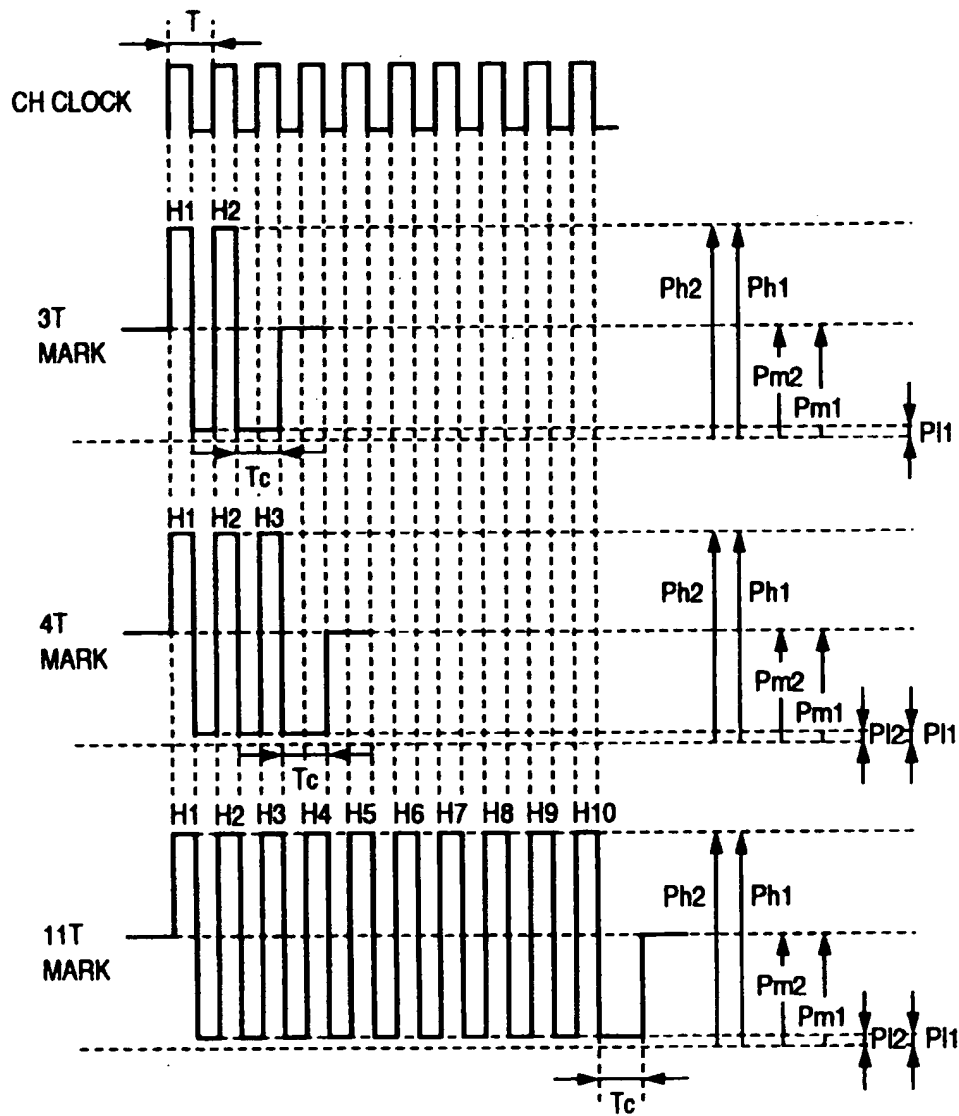 T
CH CLOCK
H1 H2
3T
MARK
Ph2 Ph1
Pm2
Pm1
Pl1
Tc
H1 H2 H3
4T
MARK
Ph2 Ph1
Pm2
Pm1
Pl2 Pl1
Tc
H1 H2 H3 H4 H5 H6 H7 H8 H9 H10
11T
MARK
Ph2 Ph1
Pm2
Pm1
Pl2 Pl1
Tc